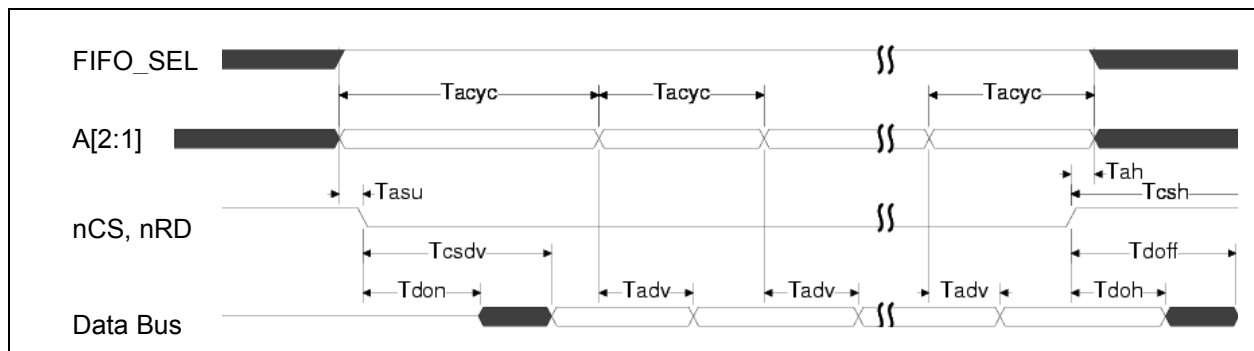 FIFO_SEL
Tacyc Tacyc Tacyc
A[2:1]
Tah
Tasu Tcsh
nCS, nRD
Tcsdv Tdoff
Tdon Tadv Tadv Tadv Tdoh
Data Bus